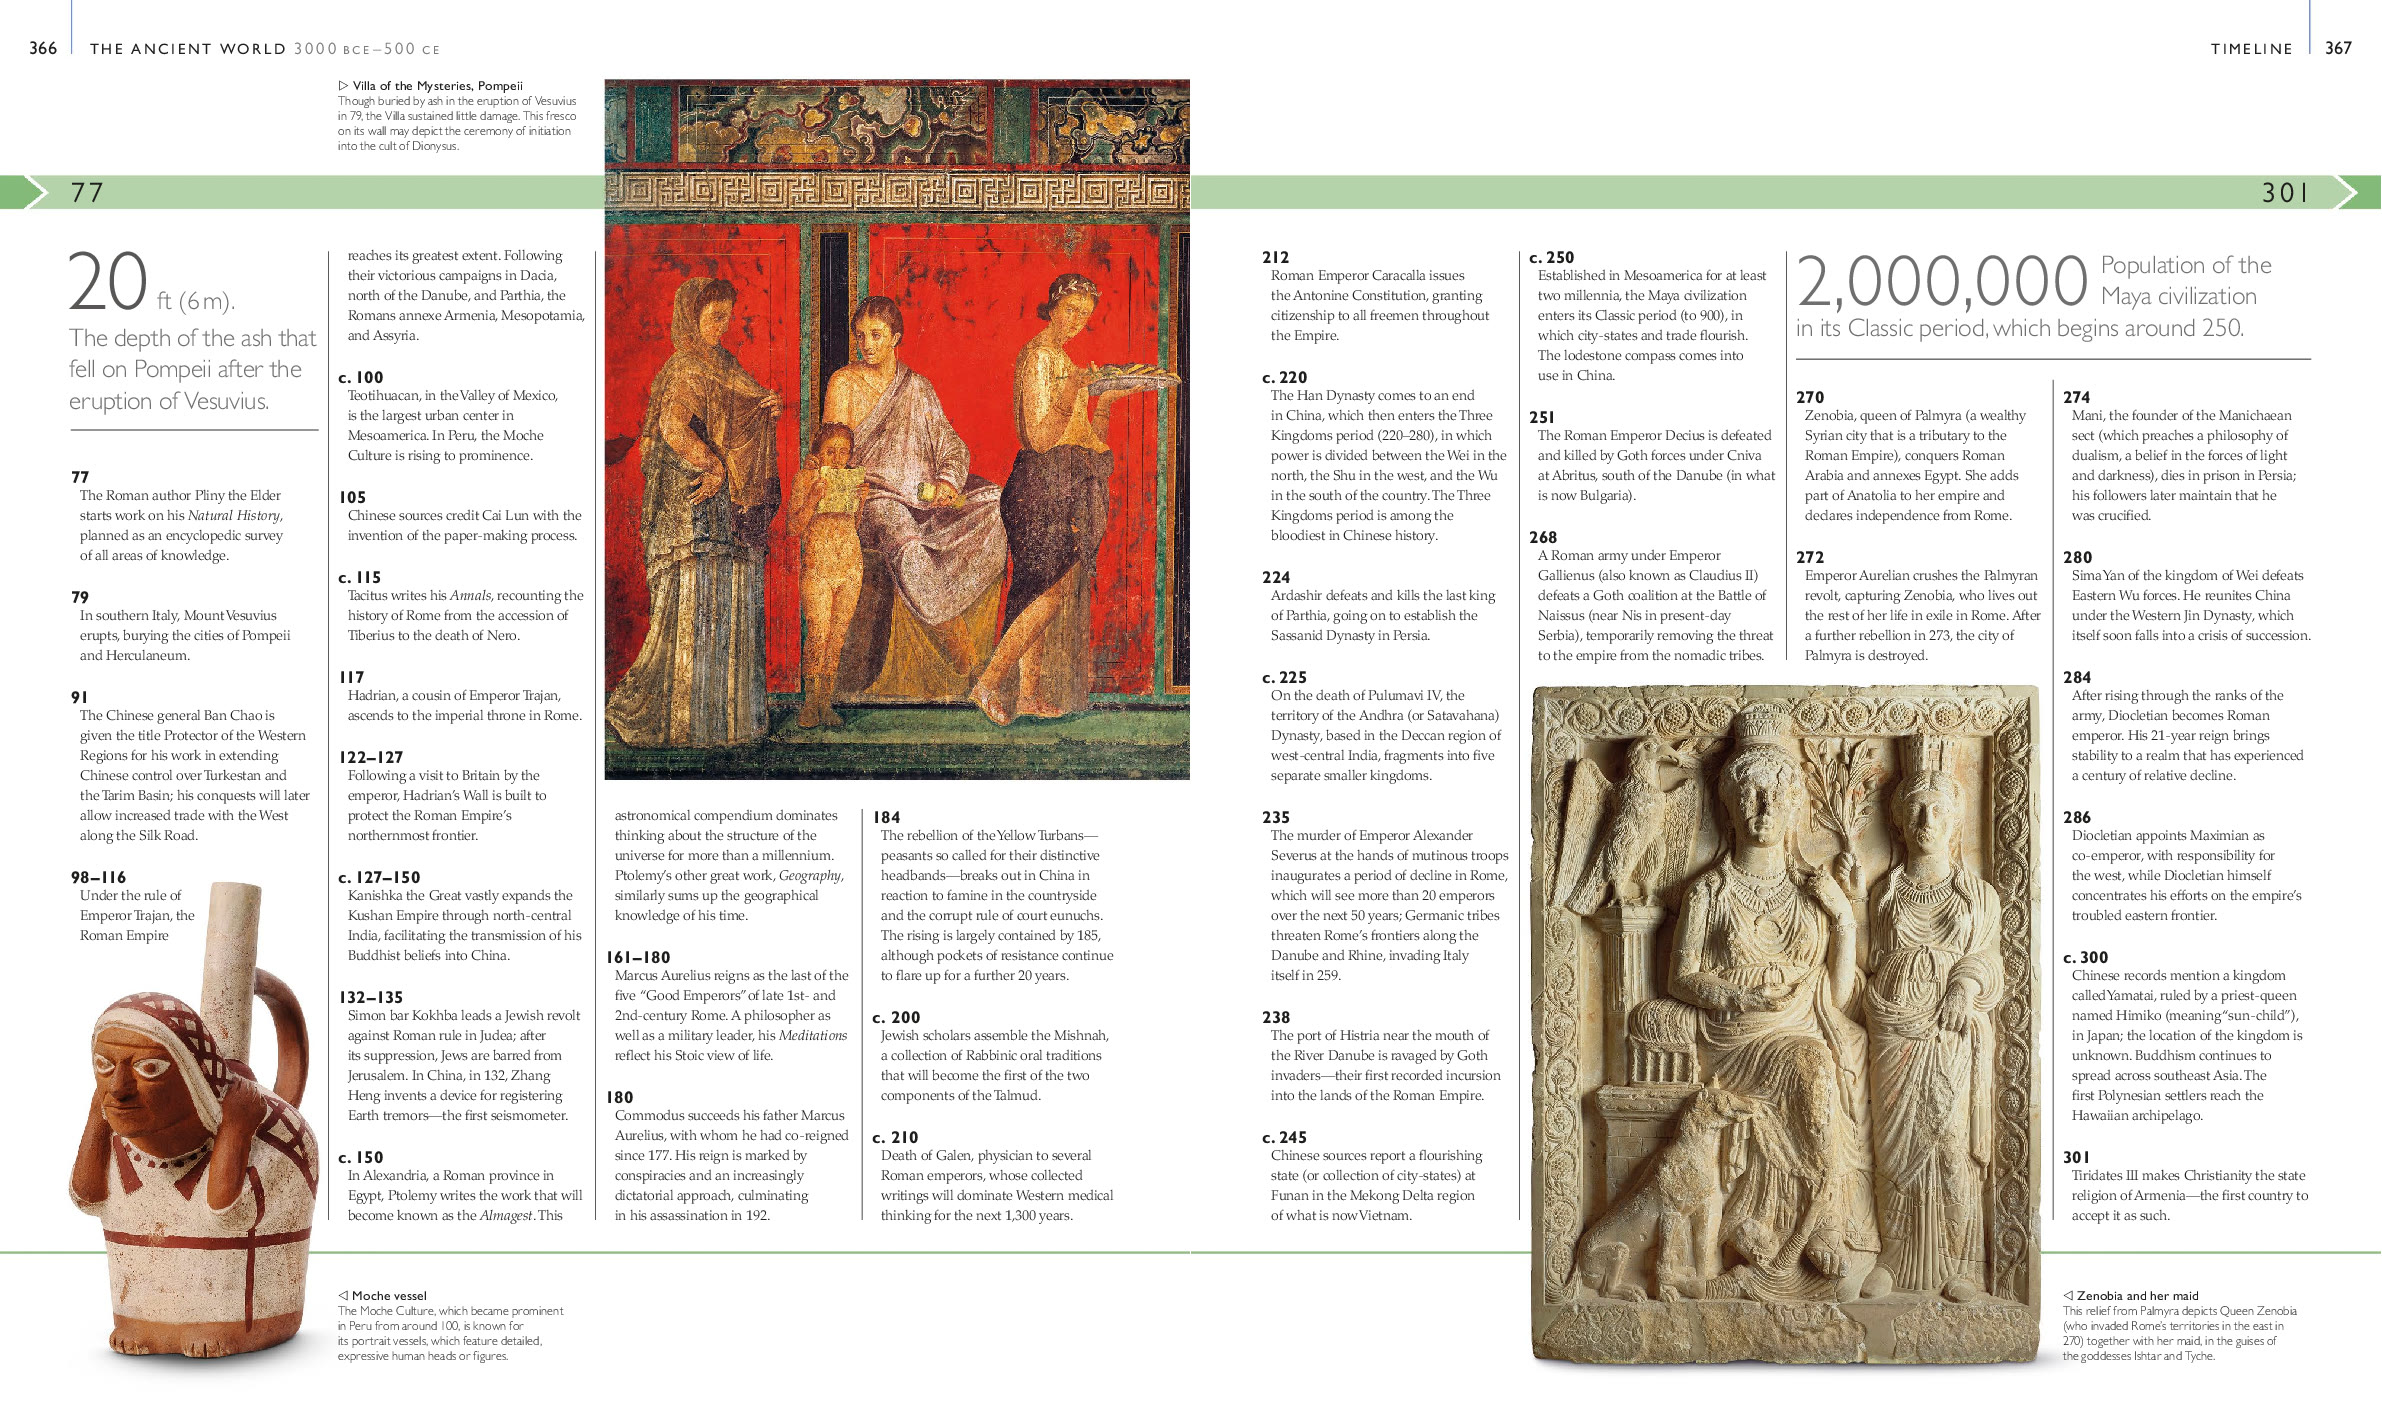 366 THE ANCIENT WORLD 3000 BCE–500 CE
▷ Villa of the Mysteries, Pompeii
Though buried by ash in the eruption of Vesuvius
in 79, the Villa sustained little damage. This fresco
on its wall may depict the ceremony of initiation
into the cult of Dionysus.
77
20 ft (6 m).
The depth of the ash that
fell on Pompeii after the
eruption of Vesuvius.
77
The Roman author Pliny the Elder
starts work on his Natural History,
planned as an encyclopedic survey
of all areas of knowledge.
79
In southern Italy, Mount Vesuvius
erupts, burying the cities of Pompeii
and Herculaneum.
91
The Chinese general Ban Chao is
given the title Protector of the Western
Regions for his work in extending
Chinese control over Turkestan and
the Tarim Basin; his conquests will later
allow increased trade with the West
along the Silk Road.
98–116
Under the rule of
Emperor Trajan, the
Roman Empire
reaches its greatest extent. Following
their victorious campaigns in Dacia,
north of the Danube, and Parthia, the
Romans annexe Armenia, Mesopotamia,
and Assyria.
c. 100
Teotihuacan, in the Valley of Mexico,
is the largest urban center in
Mesoamerica. In Peru, the Moche
Culture is rising to prominence.
105
Chinese sources credit Cai Lun with the
invention of the paper-making process.
c. 115
Tacitus writes his Annals, recounting the
history of Rome from the accession of
Tiberius to the death of Nero.
117
Hadrian, a cousin of Emperor Trajan,
ascends to the imperial throne in Rome.
122–127
Following a visit to Britain by the
emperor, Hadrian's Wall is built to
protect the Roman Empire's
northernmost frontier.
c. 127–150
Kanishka the Great vastly expands the
Kushan Empire through north-central
India, facilitating the transmission of his
Buddhist beliefs into China.
132–135
Simon bar Kokhba leads a Jewish revolt
against Roman rule in Judea; after
its suppression, Jews are barred from
Jerusalem. In China, in 132, Zhang
Heng invents a device for registering
Earth tremors—the first seismometer.
c. 150
In Alexandria, a Roman province in
Egypt, Ptolemy writes the work that will
become known as the Almagest. This
astronomical compendium dominates
thinking about the structure of the
universe for more than a millennium.
Ptolemy's other great work, Geography,
similarly sums up the geographical
knowledge of his time.
161–180
Marcus Aurelius reigns as the last of the
five "Good Emperors" of late 1st- and
2nd-century Rome. A philosopher as
well as a military leader, his Meditations
reflect his Stoic view of life.
180
Commodus succeeds his father Marcus
Aurelius, with whom he had co-reigned
since 177. His reign is marked by
conspiracies and an increasingly
dictatorial approach, culminating
in his assassination in 192.
184
The rebellion of the Yellow Turbans—
peasants so called for their distinctive
headbands—breaks out in China in
reaction to famine in the countryside
and the corrupt rule of court eunuchs.
The rising is largely contained by 185,
although pockets of resistance continue
to flare up for a further 20 years.
c. 200
Jewish scholars assemble the Mishnah,
a collection of Rabbinic oral traditions
that will become the first of the two
components of the Talmud.
c. 210
Death of Galen, physician to several
Roman emperors, whose collected
writings will dominate Western medical
thinking for the next 1,300 years.
◁ Moche vessel
The Moche Culture, which became prominent
in Peru from around 100, is known for
its portrait vessels, which feature detailed,
expressive human heads or figures.
TIMELINE 367
301
212
Roman Emperor Caracalla issues
the Antonine Constitution, granting
citizenship to all freemen throughout
the Empire.
c. 220
The Han Dynasty comes to an end
in China, which then enters the Three
Kingdoms period (220–280), in which
power is divided between the Wei in the
north, the Shu in the west, and the Wu
in the south of the country. The Three
Kingdoms period is among the
bloodiest in Chinese history.
224
Ardashir defeats and kills the last king
of Parthia, going on to establish the
Sassanid Dynasty in Persia.
c. 225
On the death of Pulumavi IV, the
territory of the Andhra (or Satavahana)
Dynasty, based in the Deccan region of
west-central India, fragments into five
separate smaller kingdoms.
235
The murder of Emperor Alexander
Severus at the hands of mutinous troops
inaugurates a period of decline in Rome,
which will see more than 20 emperors
over the next 50 years; Germanic tribes
threaten Rome's frontiers along the
Danube and Rhine, invading Italy
itself in 259.
238
The port of Histria near the mouth of
the River Danube is ravaged by Goth
invaders—their first recorded incursion
into the lands of the Roman Empire.
c. 245
Chinese sources report a flourishing
state (or collection of city-states) at
Funan in the Mekong Delta region
of what is now Vietnam.
c. 250
Established in Mesoamerica for at least
two millennia, the Maya civilization
enters its Classic period (to 900), in
which city-states and trade flourish.
The lodestone compass comes into
use in China.
251
The Roman Emperor Decius is defeated
and killed by Goth forces under Cniva
at Abritus, south of the Danube (in what
is now Bulgaria).
268
A Roman army under Emperor
Gallienus (also known as Claudius II)
defeats a Goth coalition at the Battle of
Naissus (near Nis in present-day
Serbia), temporarily removing the threat
to the empire from the nomadic tribes.
2,000,000 Population of the
Maya civilization
in its Classic period, which begins around 250.
270
Zenobia, queen of Palmyra (a wealthy
Syrian city that is a tributary to the
Roman Empire), conquers Roman
Arabia and annexes Egypt. She adds
part of Anatolia to her empire and
declares independence from Rome.
272
Emperor Aurelian crushes the Palmyran
revolt, capturing Zenobia, who lives out
the rest of her life in exile in Rome. After
a further rebellion in 273, the city of
Palmyra is destroyed.
274
Mani, the founder of the Manichaean
sect (which preaches a philosophy of
dualism, a belief in the forces of light
and darkness), dies in prison in Persia;
his followers later maintain that he
was crucified.
280
Sima Yan of the kingdom of Wei defeats
Eastern Wu forces. He reunites China
under the Western Jin Dynasty, which
itself soon falls into a crisis of succession.
284
After rising through the ranks of the
army, Diocletian becomes Roman
emperor. His 21-year reign brings
stability to a realm that has experienced
a century of relative decline.
286
Diocletian appoints Maximian as
co-emperor, with responsibility for
the west, while Diocletian himself
concentrates his efforts on the empire's
troubled eastern frontier.
c. 300
Chinese records mention a kingdom
called Yamatai, ruled by a priest-queen
named Himiko (meaning "sun-child"),
in Japan; the location of the kingdom is
unknown. Buddhism continues to
spread across southeast Asia. The
first Polynesian settlers reach the
Hawaiian archipelago.
301
Tiridates III makes Christianity the state
religion of Armenia—the first country to
accept it as such.
◁ Zenobia and her maid
This relief from Palmyra depicts Queen Zenobia
(who invaded Rome's territories in the east in
270) together with her maid, in the guises of
the goddesses Ishtar and Tyche.